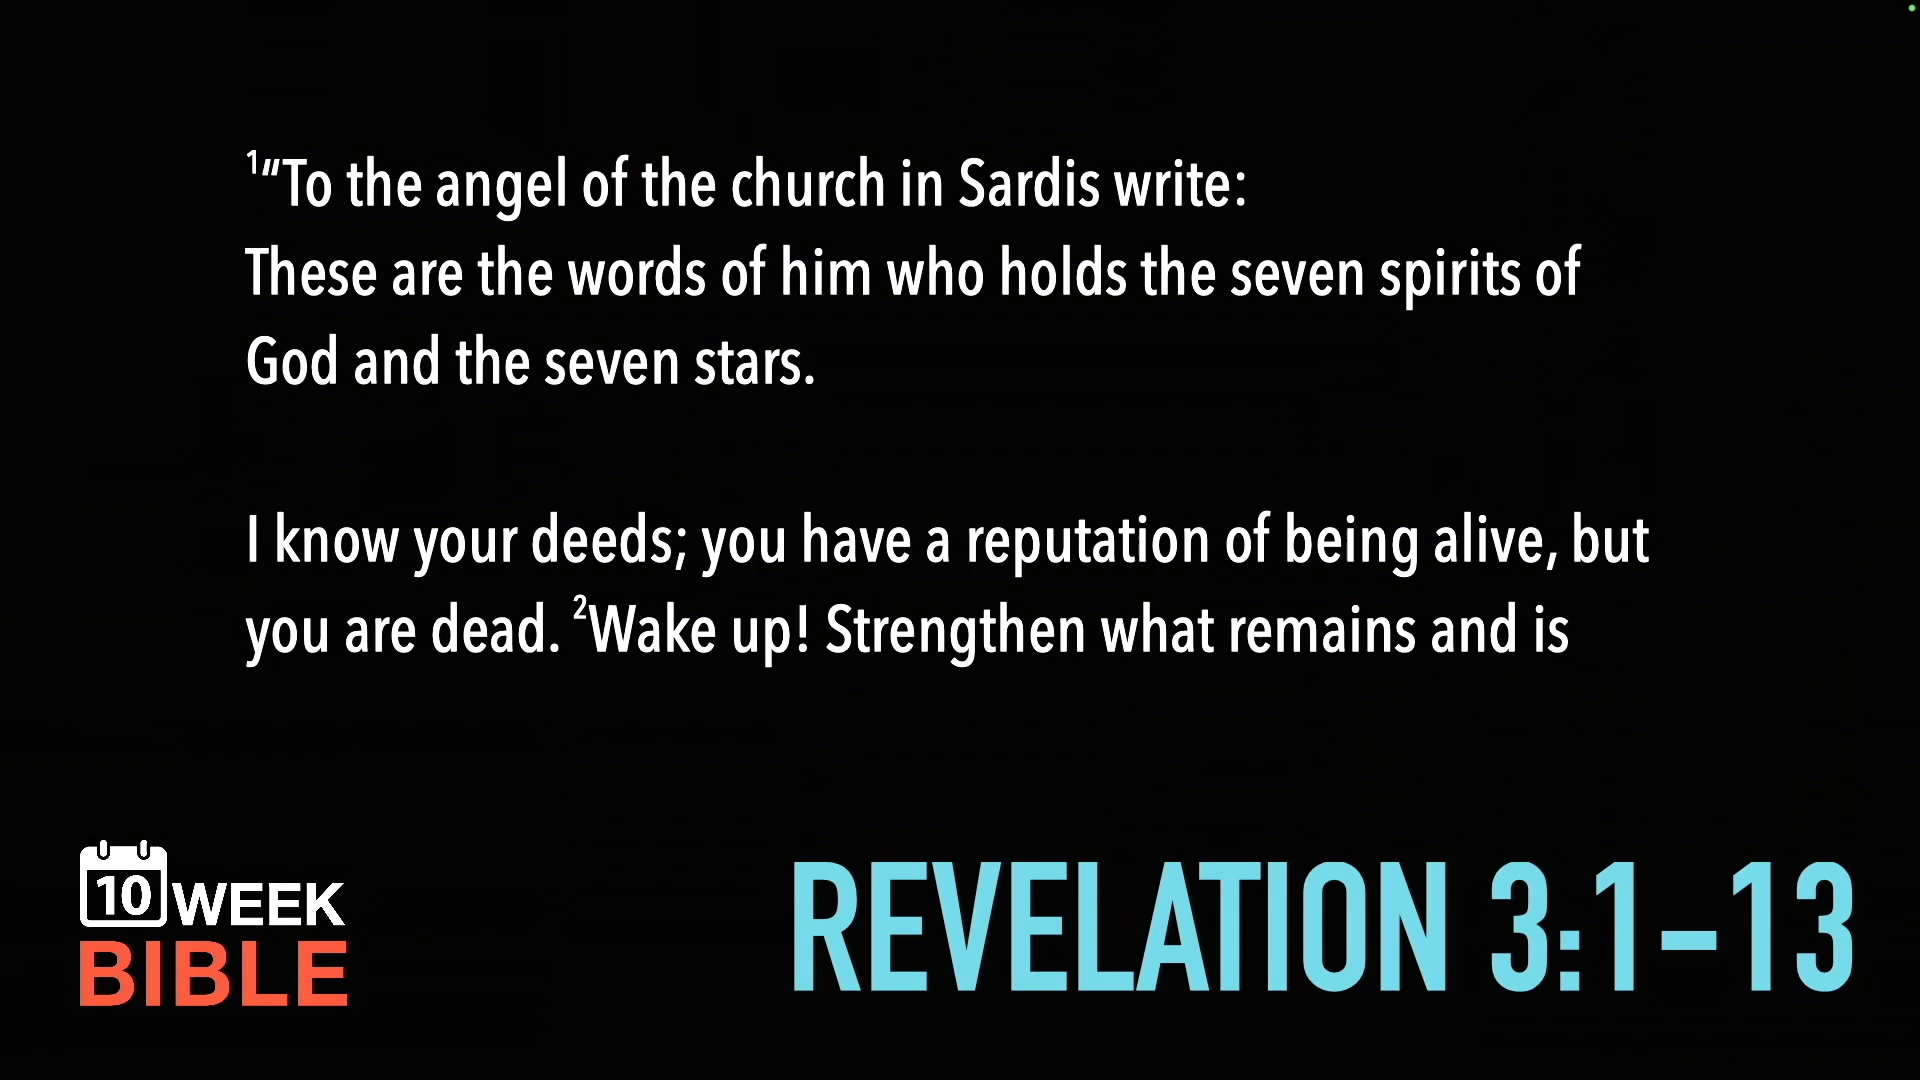 ¹“To the angel of the church in Sardis write:
These are the words of him who holds the seven spirits of
God and the seven stars.
I know your deeds; you have a reputation of being alive, but
you are dead. ²Wake up! Strengthen what remains and is
10 WEEK
BIBLE
REVELATION 3:1–13